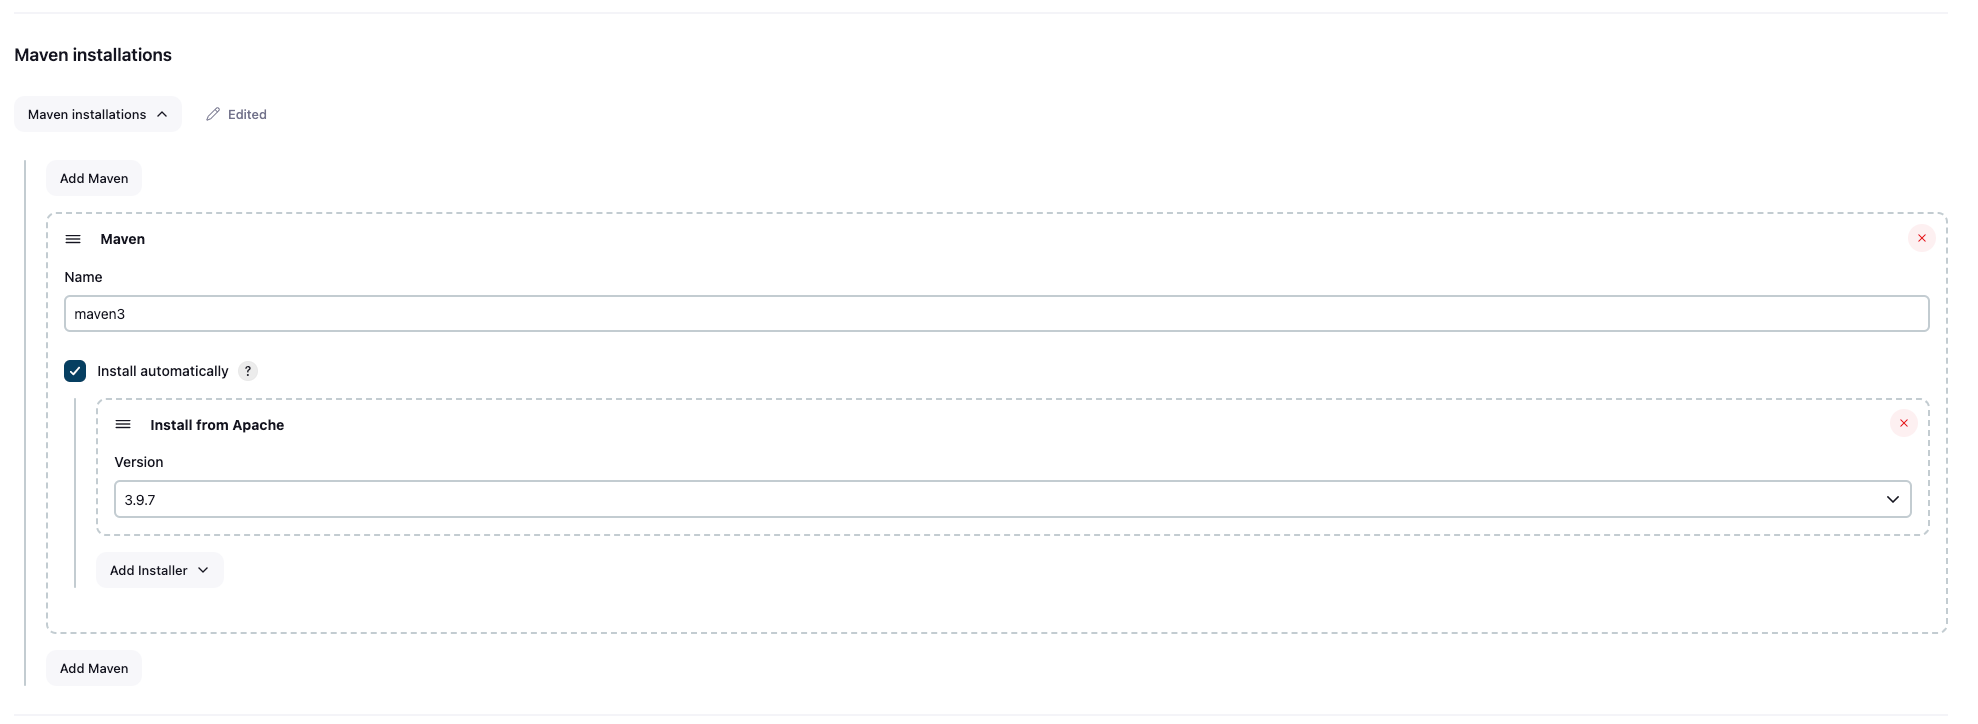 Maven installations
Maven installations Edited
Add Maven
Maven
Name
maven3
Install automatically ?
Install from Apache
Version
3.9.7
Add Installer
Add Maven